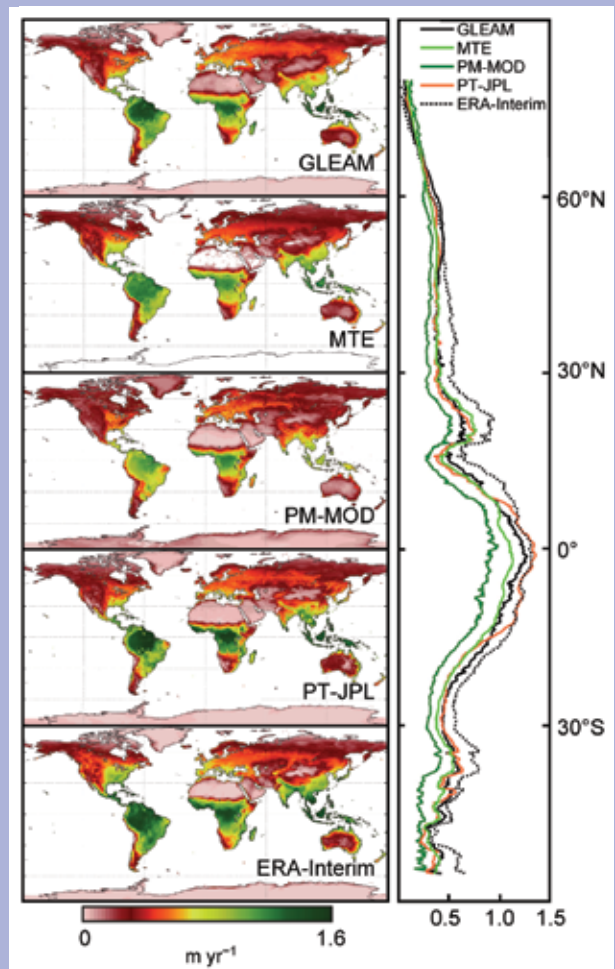 GLEAM
MTE
PM-MOD
PT-JPL
ERA-Interim
0
1.6
m yr⁻¹
GLEAM
MTE
PM-MOD
PT-JPL
ERA-Interim
60°N
30°N
0°
30°S
0.5
1.0
1.5